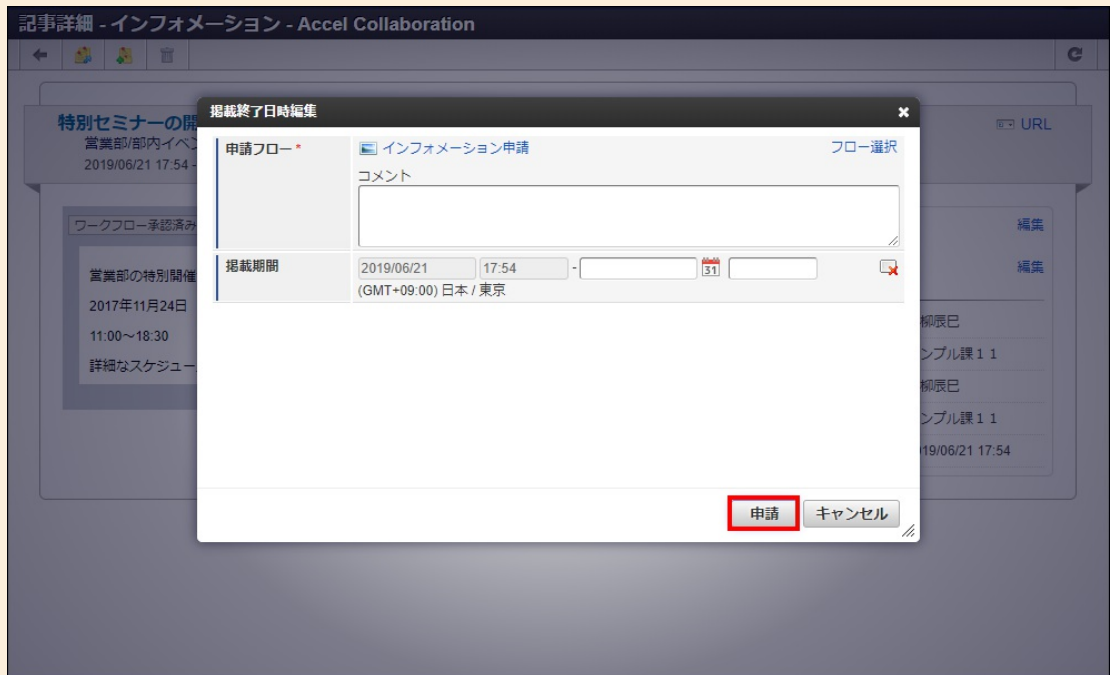 記事詳細 - インフォメーション - Accel Collaboration
掲載終了日時編集
特別セミナーの開
URL
営業部/部内イベン
2019/06/21 17:54 -
申請フロー *
インフォメーション申請
フロー選択
コメント
ワークフロー承認済み
編集
掲載期間
2019/06/21 17:54 - 31
(GMT+09:00) 日本 / 東京
編集
営業部の特別開催
2017年11月24日
11:00～18:30
詳細なスケジュー
柳辰巳
ンプル課11
柳辰巳
ンプル課11
19/06/21 17:54
申請
キャンセル